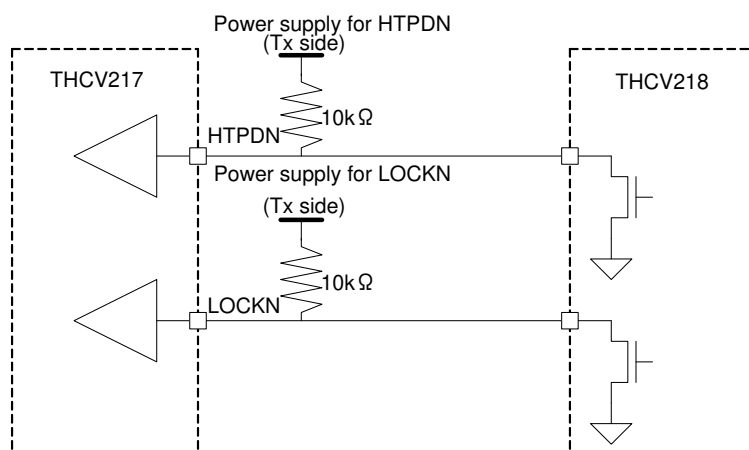 Power supply for HTPDN
(Tx side)
THCV217
THCV218
10kΩ
HTPDN
Power supply for LOCKN
(Tx side)
10kΩ
LOCKN